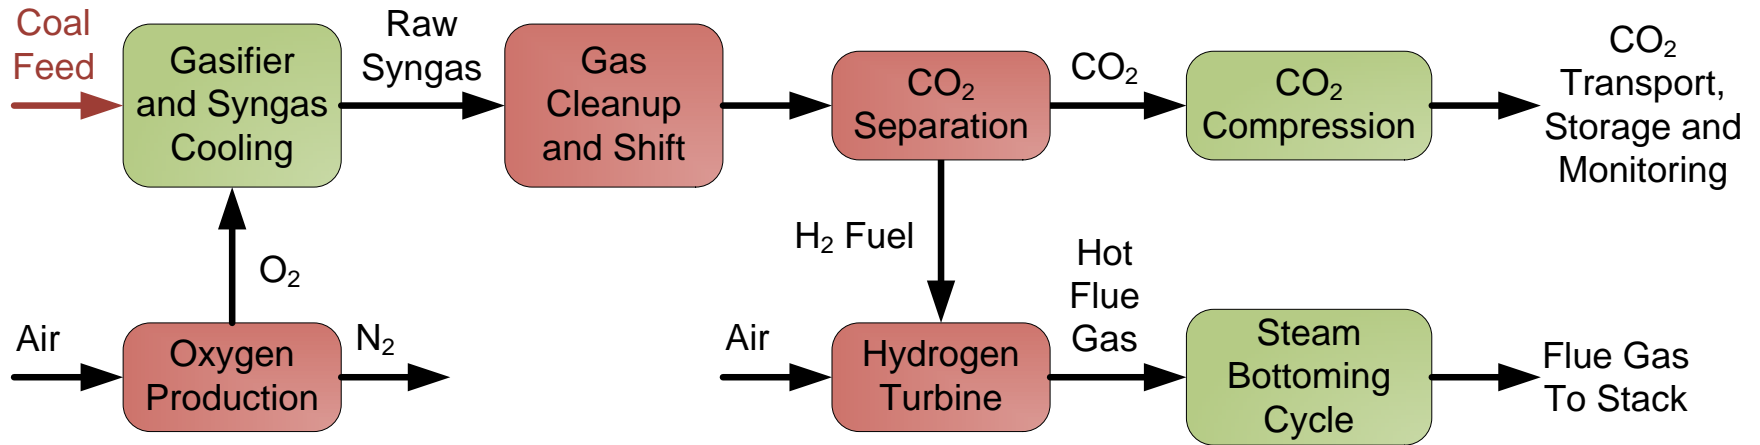 Coal
Feed
Gasifier
and Syngas
Cooling
Raw
Syngas
Gas
Cleanup
and Shift
CO₂
Separation
CO₂
CO₂
Compression
CO₂
Transport,
Storage and
Monitoring
O₂
H₂ Fuel
Air
Oxygen
Production
N₂
Air
Hydrogen
Turbine
Hot
Flue
Gas
Steam
Bottoming
Cycle
Flue Gas
To Stack